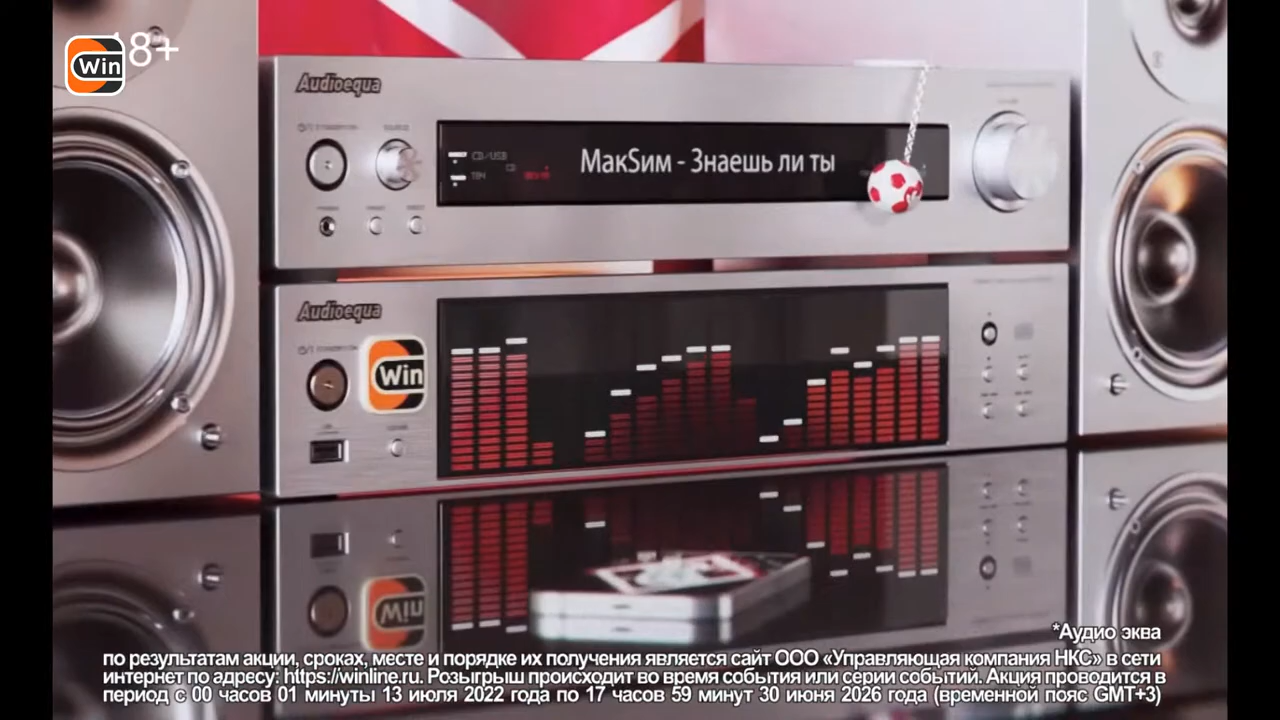 18+
Win
Audioequa
МакSим - Знаешь ли ты
CD/USB
Audioequa
Win
*Аудио эква
по результатам акции, сроках, месте и порядке их получения является сайт ООО «Управляющая компания НКС» в сети
интернет по адресу: https://winline.ru. Розыгрыш происходит во время события или серии событий. Акция проводится в
период с 00 часов 01 минуты 13 июля 2022 года по 17 часов 59 минут 30 июня 2026 года (временной пояс GMT+3)